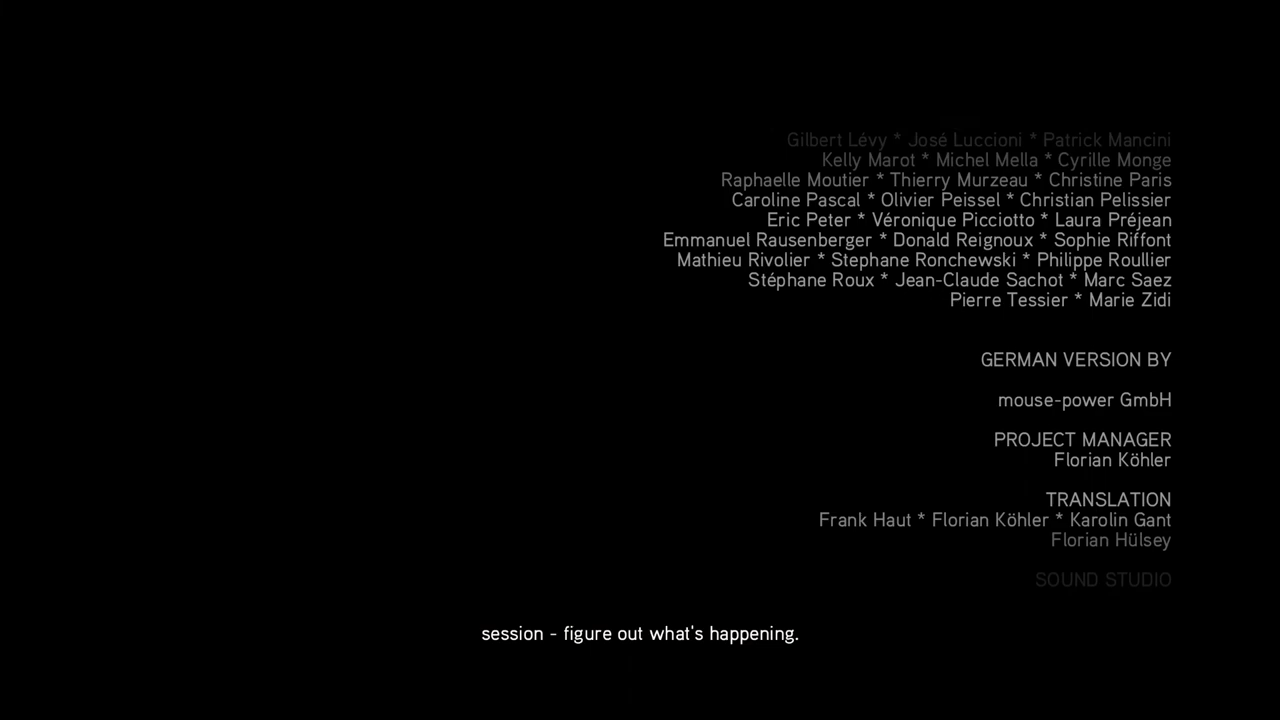 Gilbert Lévy * José Luccioni * Patrick Mancini
Kelly Marot * Michel Mella * Cyrille Monge
Raphaelle Moutier * Thierry Murzeau * Christine Paris
Caroline Pascal * Olivier Peissel * Christian Pelissier
Eric Peter * Véronique Picciotto * Laura Préjean
Emmanuel Rausenberger * Donald Reignoux * Sophie Riffont
Mathieu Rivolier * Stephane Ronchewski * Philippe Roullier
Stéphane Roux * Jean-Claude Sachot * Marc Saez
Pierre Tessier * Marie Zidi
GERMAN VERSION BY
mouse-power GmbH
PROJECT MANAGER
Florian Köhler
TRANSLATION
Frank Haut * Florian Köhler * Karolin Gant
Florian Hülsey
SOUND STUDIO
session - figure out what's happening.